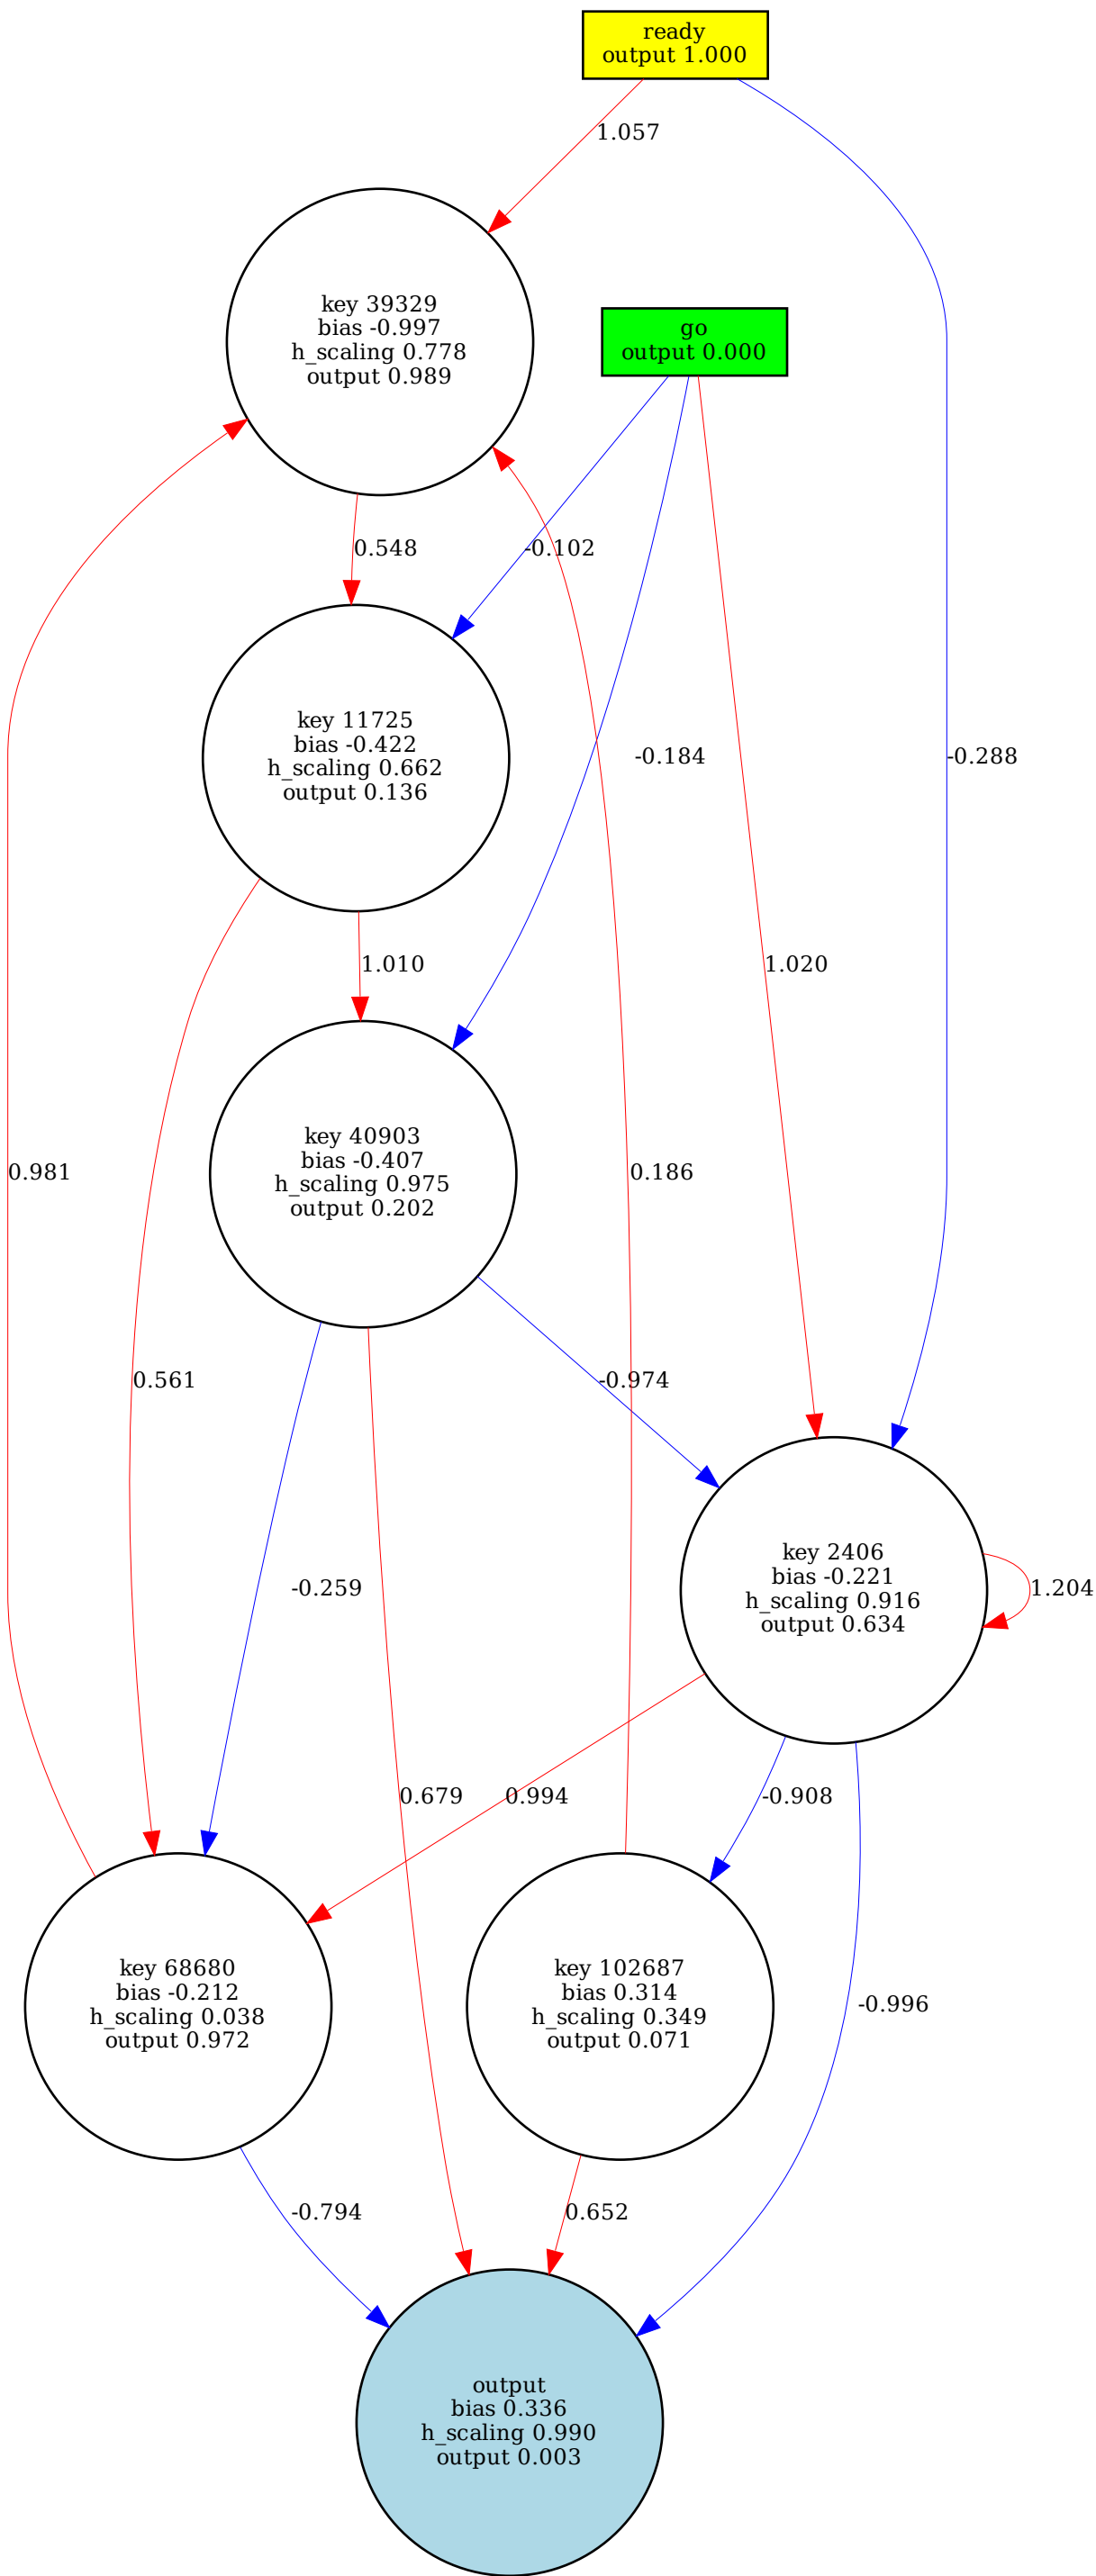 ready
output 1.000
1.057
key 39329
bias -0.997
h_scaling 0.778
output 0.989
go
output 0.000
0.548
-0.102
key 11725
bias -0.422
h_scaling 0.662
output 0.136
-0.184
-0.288
1.010
1.020
key 40903
bias -0.407
h_scaling 0.975
output 0.202
0.981
0.186
0.561
-0.974
key 2406
bias -0.221
h_scaling 0.916
output 0.634
-0.259
1.204
0.679
0.994
-0.908
key 68680
bias -0.212
h_scaling 0.038
output 0.972
key 102687
bias 0.314
h_scaling 0.349
output 0.071
-0.996
-0.794
0.652
output
bias 0.336
h_scaling 0.990
output 0.003